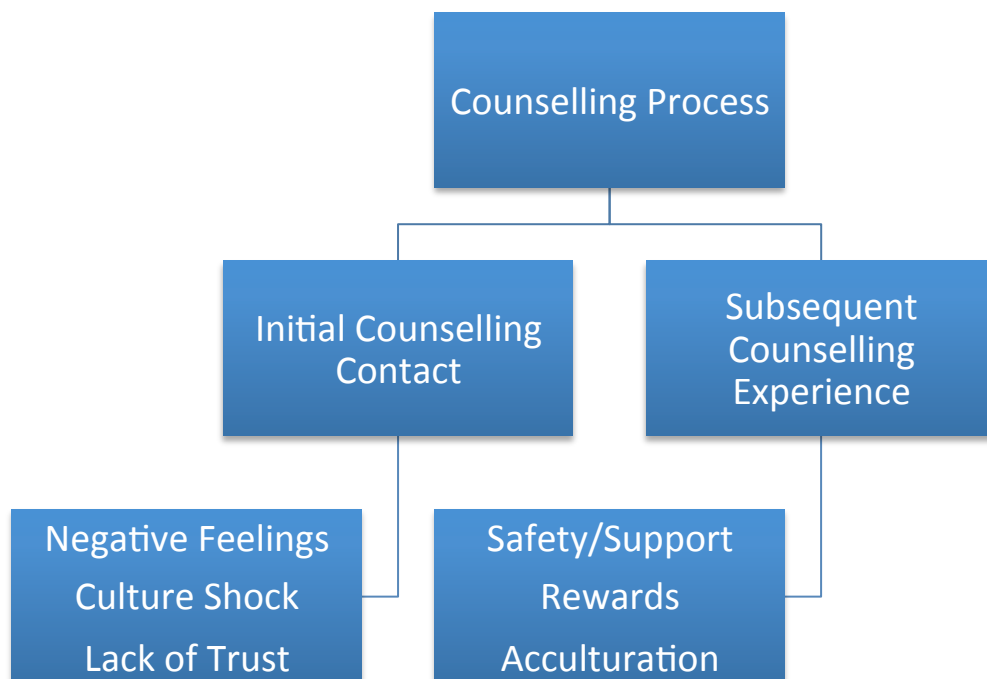 Counselling Process
Initial Counselling
Contact
Subsequent
Counselling
Experience
Negative Feelings
Culture Shock
Lack of Trust
Safety/Support
Rewards
Acculturation